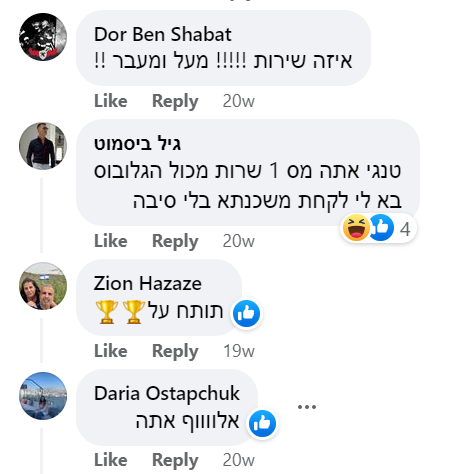 Dor Ben Shabat
איזה שירות !!!!! מעל ומעבר !!
Like Reply 20w
גיל ביסמוט
טנגי אתה מס 1 שרות מכול הגלובוס
בא לי לקחת משכנתא בלי סיבה
4
Like Reply 20w
Zion Hazaze
תותח על🏆🏆
Like Reply 19w
Daria Ostapchuk
אלווווף אתה
Like Reply 20w